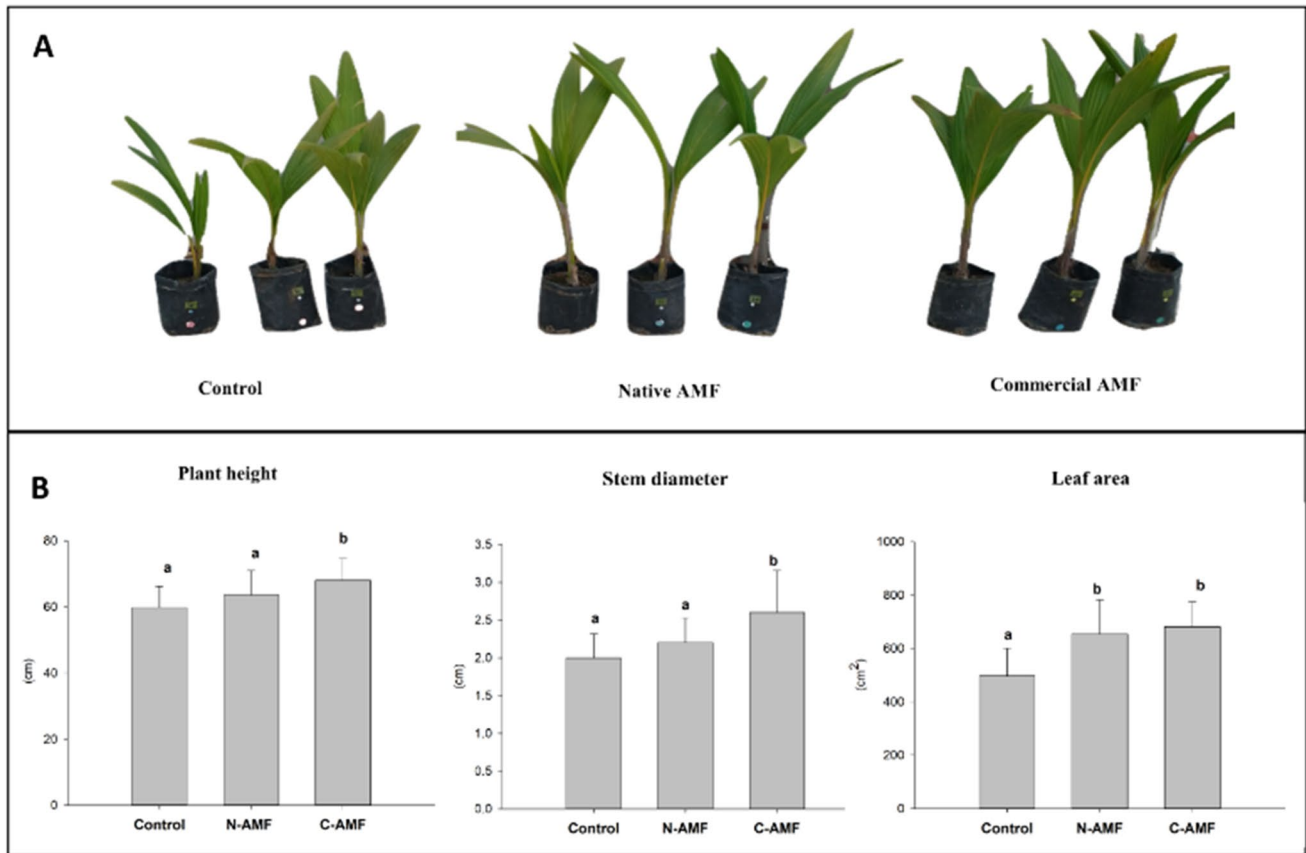 A
Control
Native AMF
Commercial AMF
B
Plant height
Stem diameter
Leaf area
80
60
40
20
0
(cm)
a
a
b
Control
N-AMF
C-AMF
3.5
3.0
2.5
2.0
1.5
1.0
0.5
0.0
(cm)
a
a
b
Control
N-AMF
C-AMF
1000
800
600
400
200
0
(cm²)
a
b
b
Control
N-AMF
C-AMF